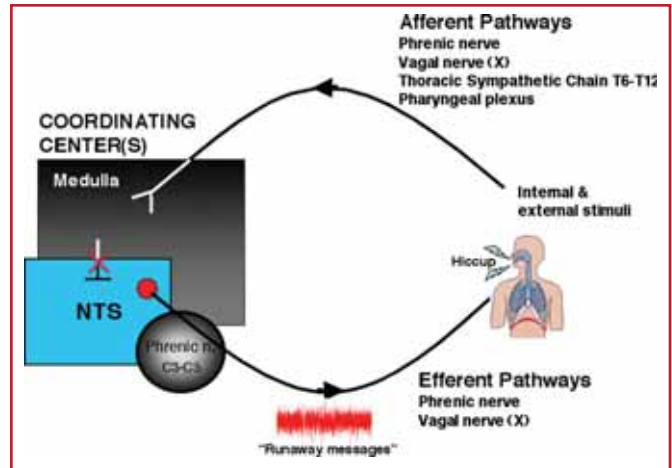 Afferent Pathways
Phrenic nerve
Vagal nerve (X)
Thoracic Sympathetic Chain T6-T12
Pharyngeal plexus
COORDINATING
CENTER(S)
Medulla
Internal &
external stimuli
Hiccup
NTS
Phrenic n.
C3-C5
Efferent Pathways
Phrenic nerve
Vagal nerve (X)
"Runaway messages"